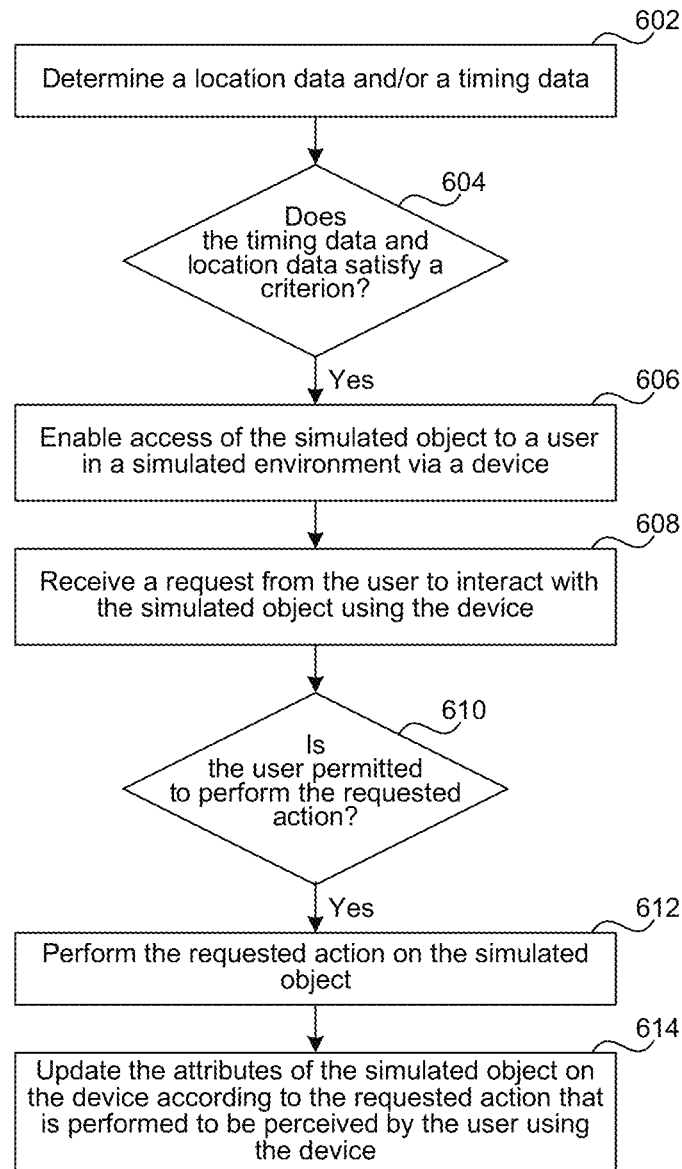 602
Determine a location data and/or a timing data
604
Does
the timing data and
location data satisfy a
criterion?
Yes
606
Enable access of the simulated object to a user
in a simulated environment via a device
608
Receive a request from the user to interact with
the simulated object using the device
610
Is
the user permitted
to perform the requested
action?
Yes
612
Perform the requested action on the simulated
object
614
Update the attributes of the simulated object on
the device according to the requested action that
is performed to be perceived by the user using
the device